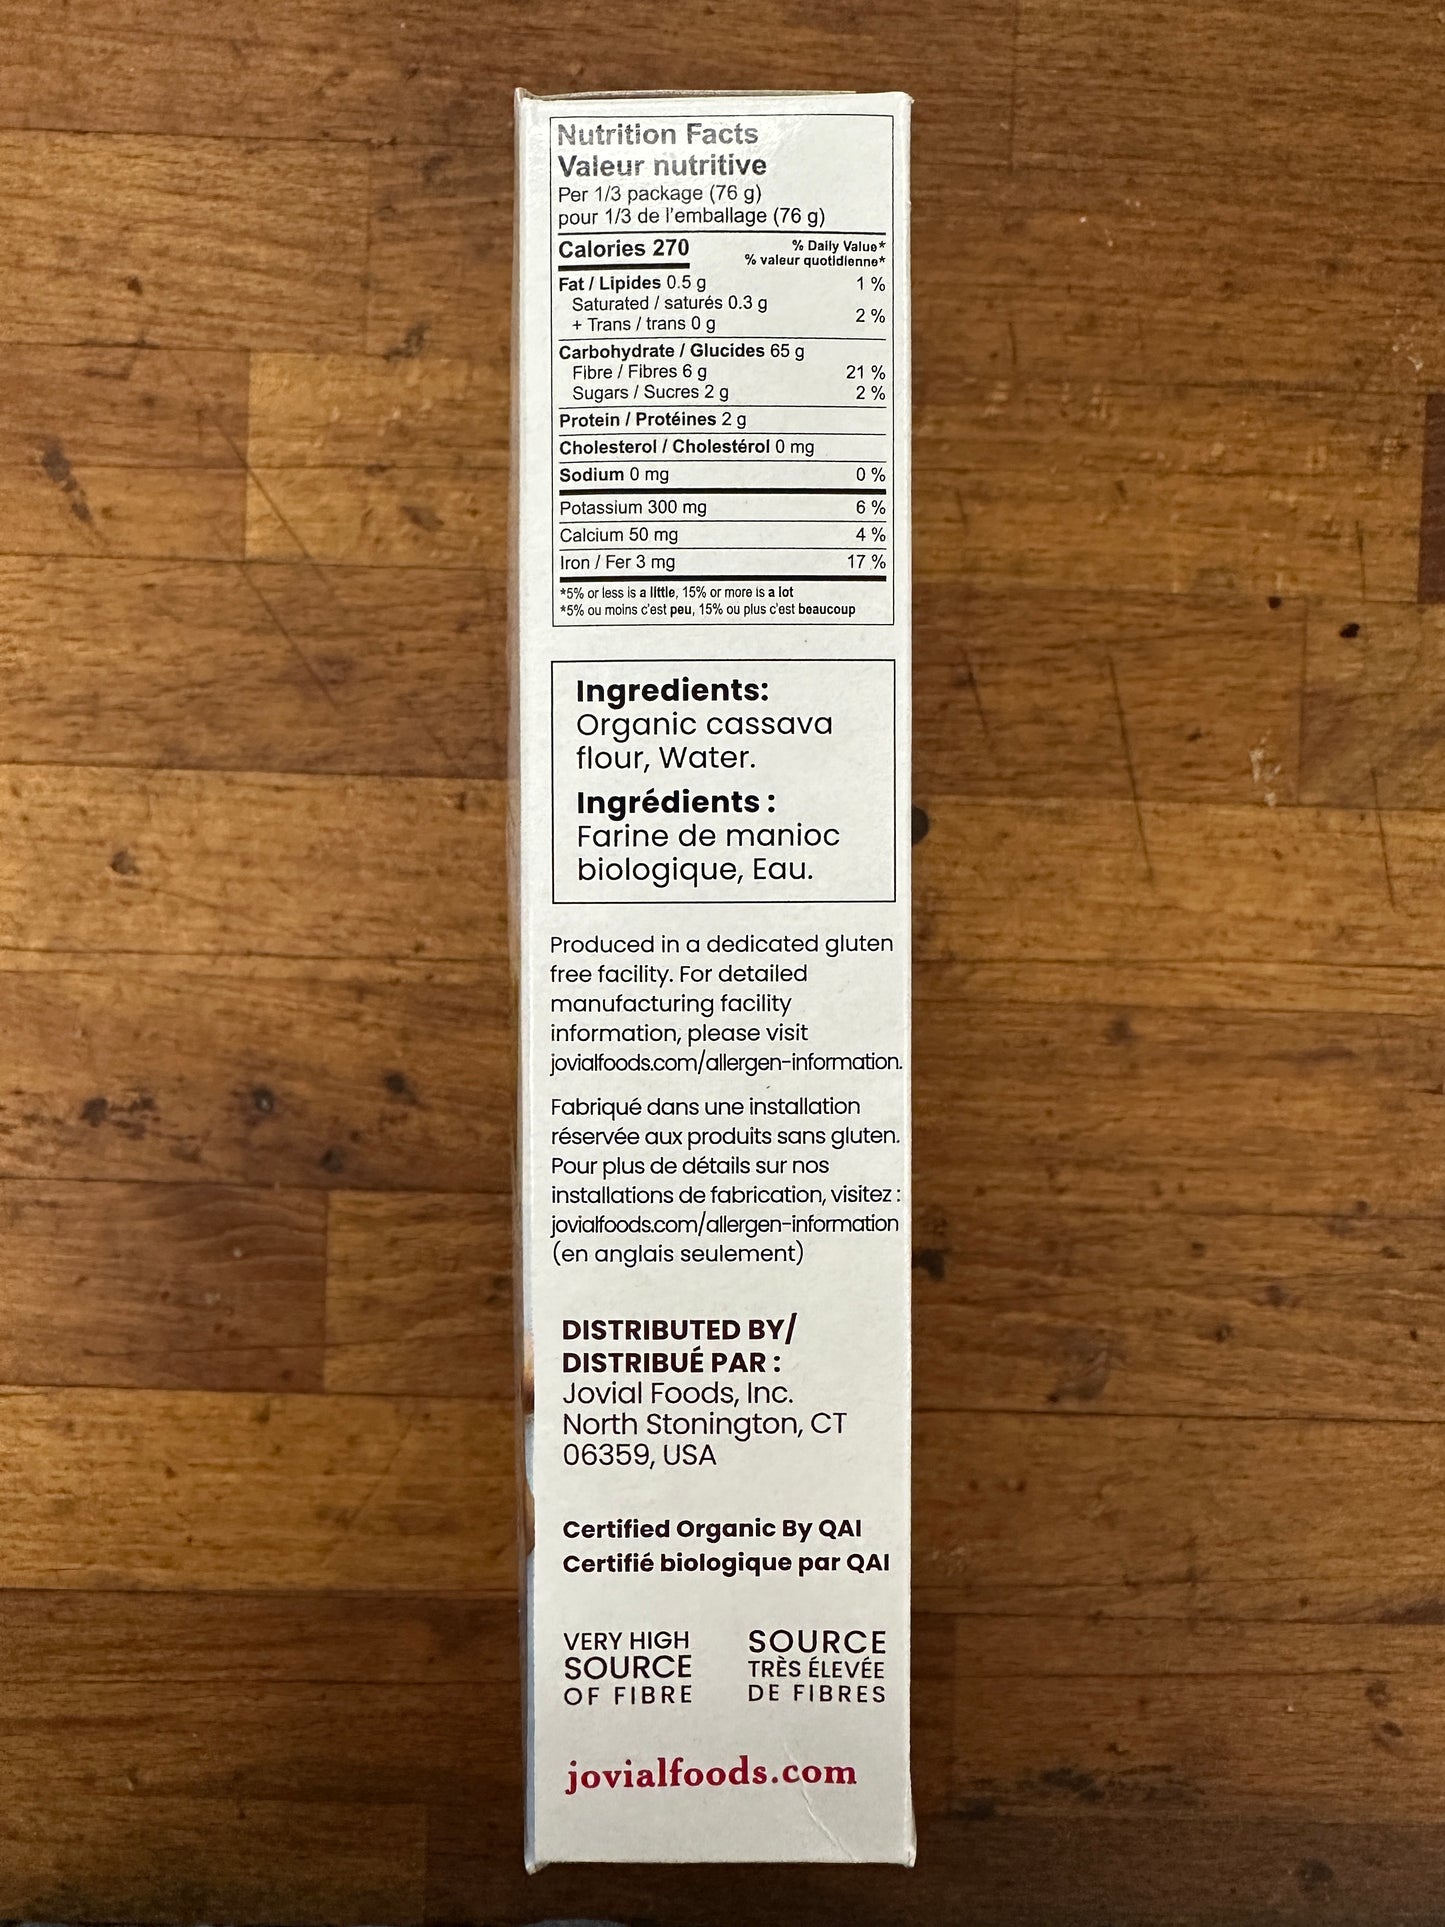 Nutrition Facts
Valeur nutritive
Per 1/3 package (76 g)
pour 1/3 de l'emballage (76 g)
Calories 270
% Daily Value*
% valeur quotidienne*
Fat / Lipides 0.5 g 1 %
Saturated / saturés 0.3 g
+ Trans / trans 0 g 2 %
Carbohydrate / Glucides 65 g
Fibre / Fibres 6 g 21 %
Sugars / Sucres 2 g 2 %
Protein / Protéines 2 g
Cholesterol / Cholestérol 0 mg
Sodium 0 mg 0 %
Potassium 300 mg 6 %
Calcium 50 mg 4 %
Iron / Fer 3 mg 17 %
*5% or less is a little, 15% or more is a lot
*5% ou moins c'est peu, 15% ou plus c'est beaucoup
Ingredients:
Organic cassava
flour, Water.
Ingrédients :
Farine de manioc
biologique, Eau.
Produced in a dedicated gluten
free facility. For detailed
manufacturing facility
information, please visit
jovialfoods.com/allergen-information.
Fabriqué dans une installation
réservée aux produits sans gluten.
Pour plus de détails sur nos
installations de fabrication, visitez :
jovialfoods.com/allergen-information
(en anglais seulement)
DISTRIBUTED BY/
DISTRIBUÉ PAR :
Jovial Foods, Inc.
North Stonington, CT
06359, USA
Certified Organic By QAI
Certifié biologique par QAI
VERY HIGH
SOURCE
OF FIBRE
SOURCE
TRÈS ÉLEVÉE
DE FIBRES
jovialfoods.com